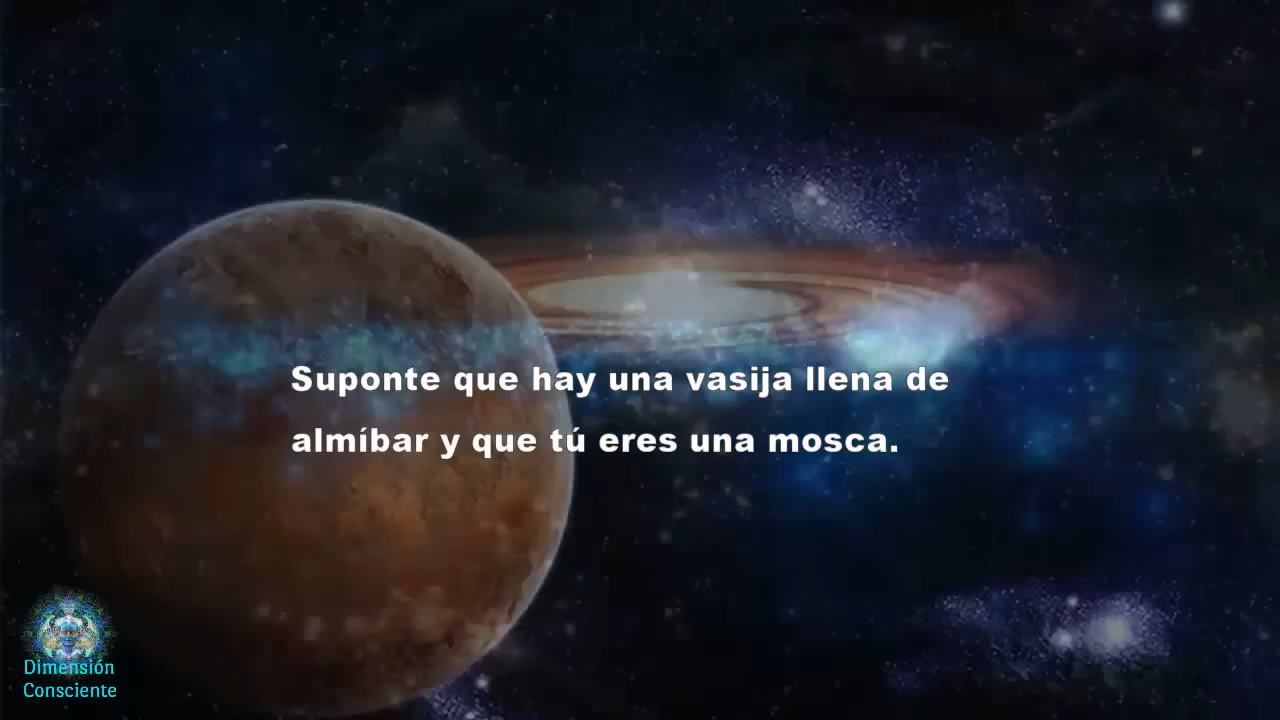 Suponte que hay una vasija llena de
almíbar y que tú eres una mosca.
Dimensión
Consciente